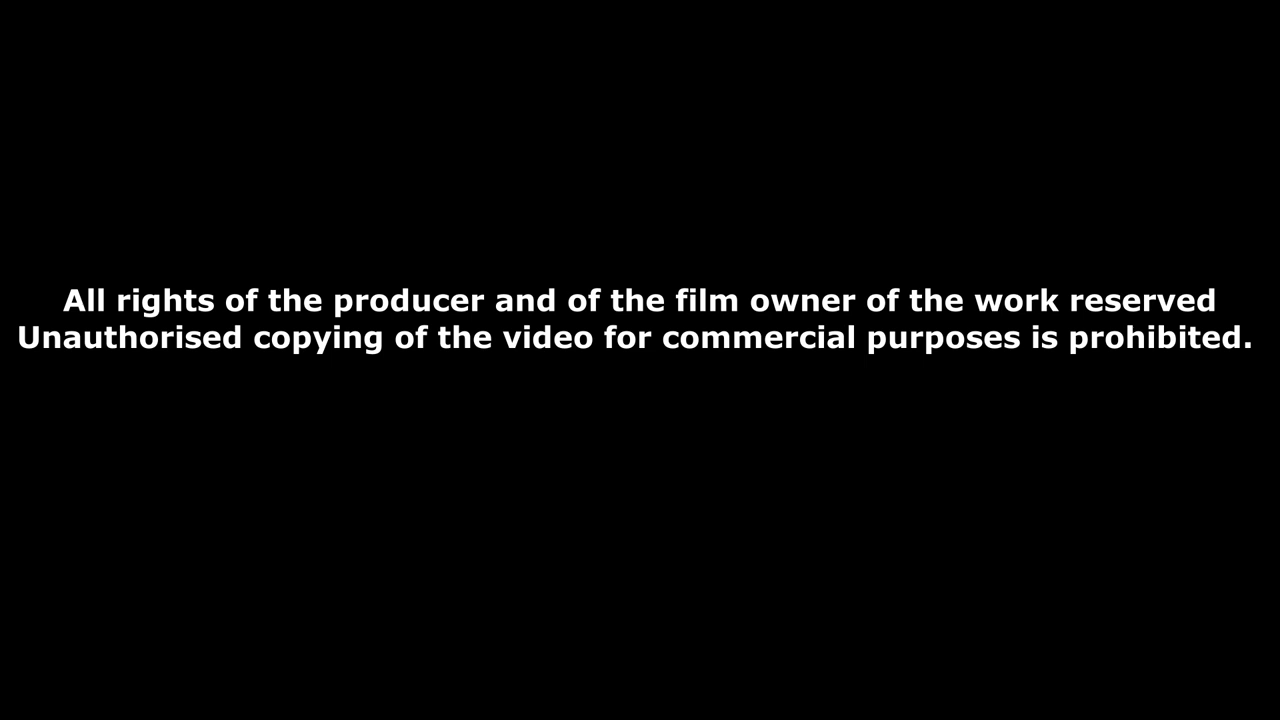 All rights of the producer and of the film owner of the work reserved
Unauthorised copying of the video for commercial purposes is prohibited.